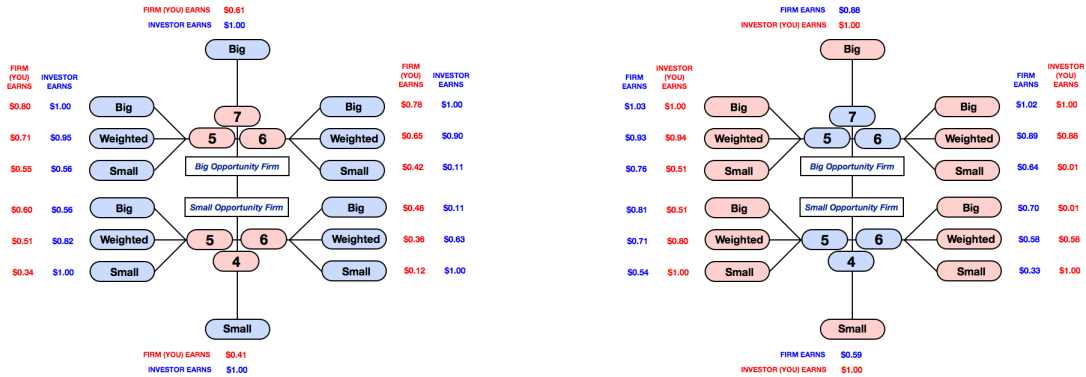 FIRM (YOU) EARNS $0.61
INVESTOR EARNS $1.00
Big
FIRM (YOU) EARNS INVESTOR EARNS
FIRM (YOU) EARNS INVESTOR EARNS
$0.80 $1.00 Big 7 Big $0.78 $1.00
$0.71 $0.95 Weighted 5 6 Weighted $0.65 $0.90
$0.55 $0.56 Small Big Opportunity Firm Small $0.42 $0.11
$0.60 $0.56 Big Small Opportunity Firm Big $0.48 $0.11
$0.51 $0.82 Weighted 5 6 Weighted $0.36 $0.63
$0.34 $1.00 Small 4 Small $0.12 $1.00
Small
FIRM (YOU) EARNS $0.41
INVESTOR EARNS $1.00
FIRM EARNS $0.88
INVESTOR (YOU) EARNS $1.00
Big
FIRM EARNS INVESTOR (YOU) EARNS
FIRM EARNS INVESTOR (YOU) EARNS
$1.03 $1.00 Big 7 Big $1.02 $1.00
$0.93 $0.94 Weighted 5 6 Weighted $0.89 $0.88
$0.76 $0.51 Small Big Opportunity Firm Small $0.64 $0.01
$0.81 $0.51 Big Small Opportunity Firm Big $0.70 $0.01
$0.71 $0.80 Weighted 5 6 Weighted $0.58 $0.58
$0.54 $1.00 Small 4 Small $0.33 $1.00
Small
FIRM EARNS $0.59
INVESTOR (YOU) EARNS $1.00